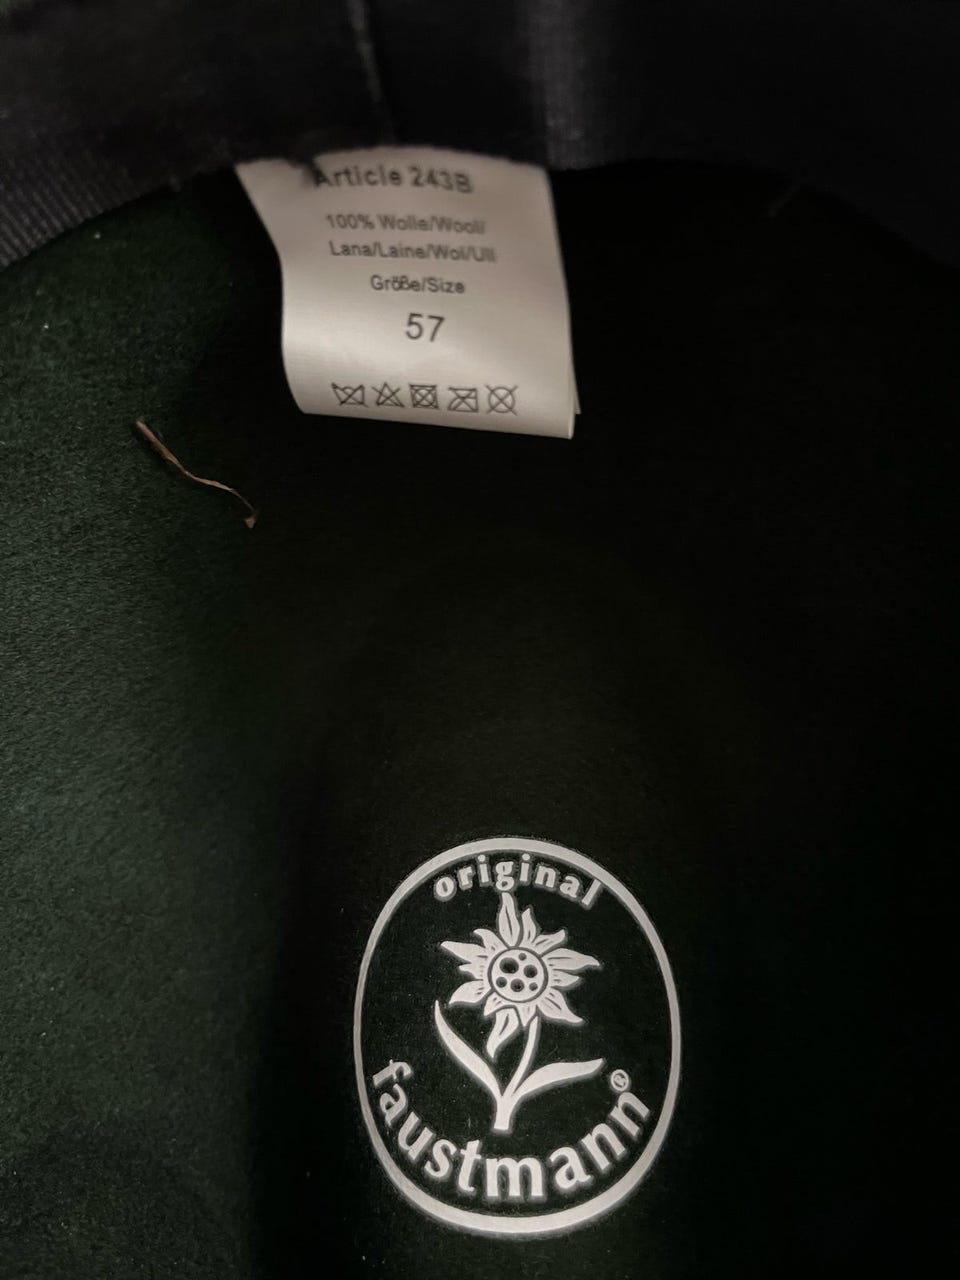 Article 243B
100% Wolle/Wool/
Lana/Laine/Wol/Ull
Größe/Size
57
original
faustmann®